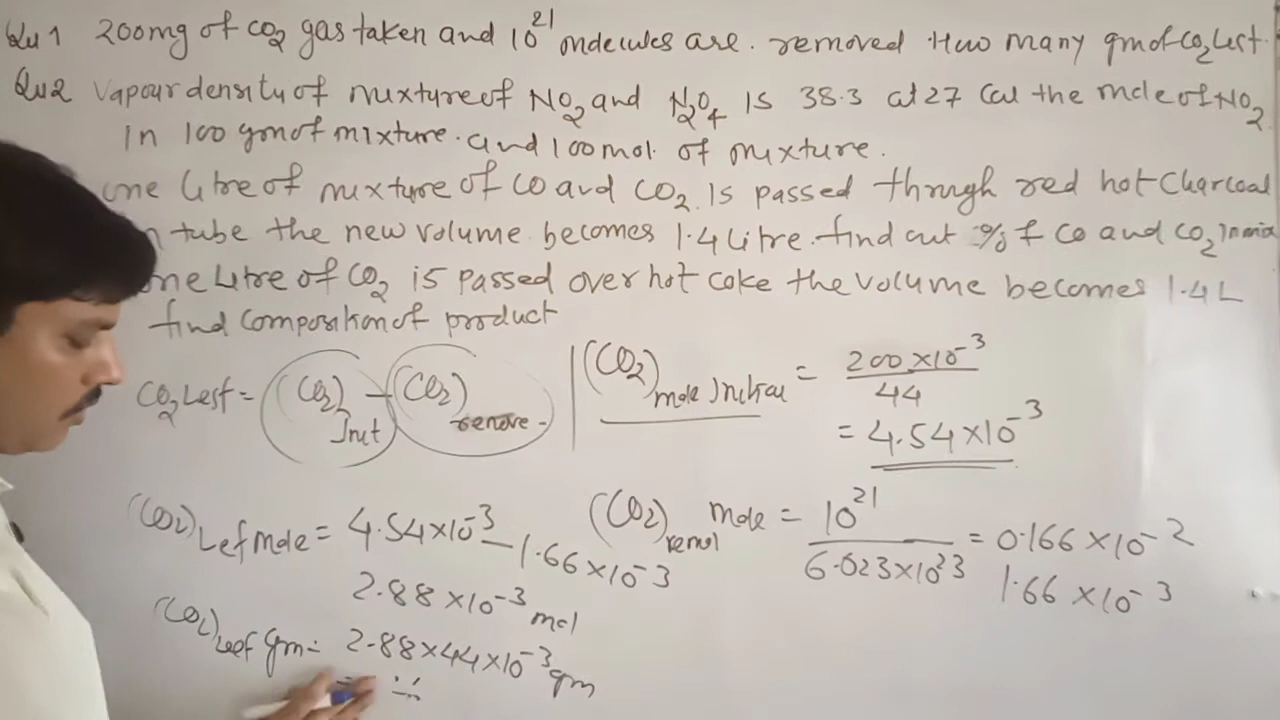 Qu 1 200mg of CO2 gas taken and 10^21 molecules are. removed. How many gm of CO2 Left.
Qu 2 Vapour density of mixture of NO2 and N2O4 is 38.3 at 27 Cal the mole of NO2
in 100 gm of mixture. and 100 mol. of mixture.
one litre of mixture of CO and CO2 is passed through red hot Charcoal
tube the new volume becomes 1.4 Litre. find out % of CO and CO2 in
one Litre of CO2 is passed over hot coke the volume becomes 1.4 L
find composition of product
CO2 Left = (CO2) Init - (CO2) remove.
(CO2) mole Initial = 200 × 10^-3 / 44
= 4.54 × 10^-3
(CO2) Left mole = 4.54 × 10^-3 - 1.66 × 10^-3
2.88 × 10^-3 mol
(CO2) mole = 10^21 / 6.023 × 10^23 = 0.166 × 10^-2
1.66 × 10^-3
(CO2) Left gm = 2.88 × 44 × 10^-3 gm
=